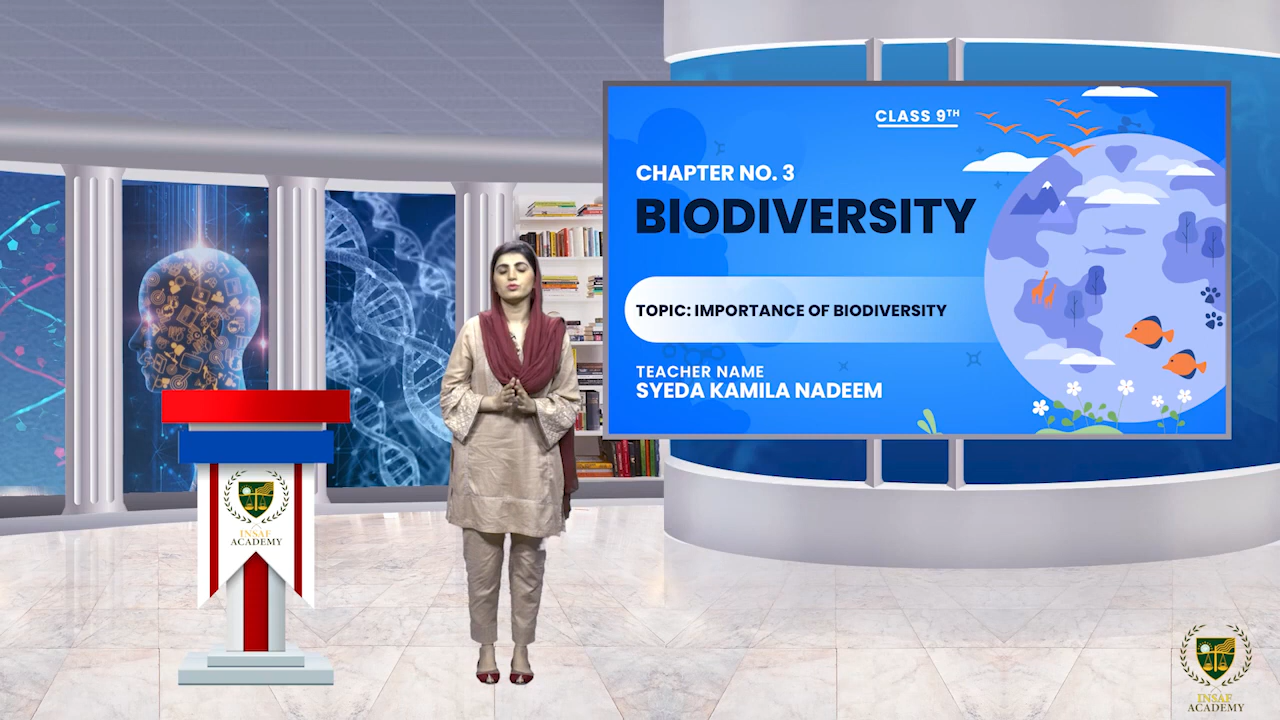 CLASS 9TH
CHAPTER NO. 3
BIODIVERSITY
TOPIC: IMPORTANCE OF BIODIVERSITY
TEACHER NAME
SYEDA KAMILA NADEEM
INSAF
ACADEMY
INSAF
ACADEMY